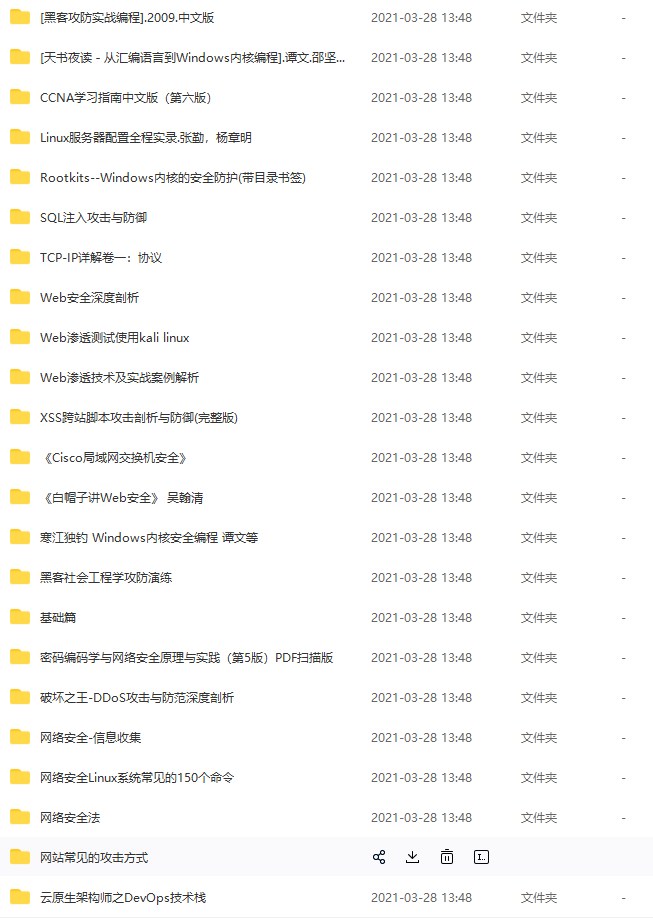 [黑客攻防实战编程].2009.中文版 2021-03-28 13:48 文件夹 -
[天书夜读 - 从汇编语言到Windows内核编程].谭文.邵坚... 2021-03-28 13:48 文件夹 -
CCNA学习指南中文版（第六版） 2021-03-28 13:48 文件夹 -
Linux服务器配置全程实录.张勤，杨章明 2021-03-28 13:48 文件夹 -
Rootkits--Windows内核的安全防护(带目录书签) 2021-03-28 13:48 文件夹 -
SQL注入攻击与防御 2021-03-28 13:48 文件夹 -
TCP-IP详解卷一：协议 2021-03-28 13:48 文件夹 -
Web安全深度剖析 2021-03-28 13:48 文件夹 -
Web渗透测试使用kali linux 2021-03-28 13:48 文件夹 -
Web渗透技术及实战案例解析 2021-03-28 13:48 文件夹 -
XSS跨站脚本攻击剖析与防御(完整版) 2021-03-28 13:48 文件夹 -
《Cisco局域网交换机安全》 2021-03-28 13:48 文件夹 -
《白帽子讲Web安全》 吴翰清 2021-03-28 13:48 文件夹 -
寒江独钓 Windows内核安全编程 谭文等 2021-03-28 13:48 文件夹 -
黑客社会工程学攻防演练 2021-03-28 13:48 文件夹 -
基础篇 2021-03-28 13:48 文件夹 -
密码编码学与网络安全原理与实践（第5版）PDF扫描版 2021-03-28 13:48 文件夹 -
破坏之王-DDoS攻击与防范深度剖析 2021-03-28 13:48 文件夹 -
网络安全-信息收集 2021-03-28 13:48 文件夹 -
网络安全Linux系统常见的150个命令 2021-03-28 13:48 文件夹 -
网络安全法 2021-03-28 13:48 文件夹 -
网站常见的攻击方式
云原生架构师之DevOps技术栈 2021-03-28 13:48 文件夹 -